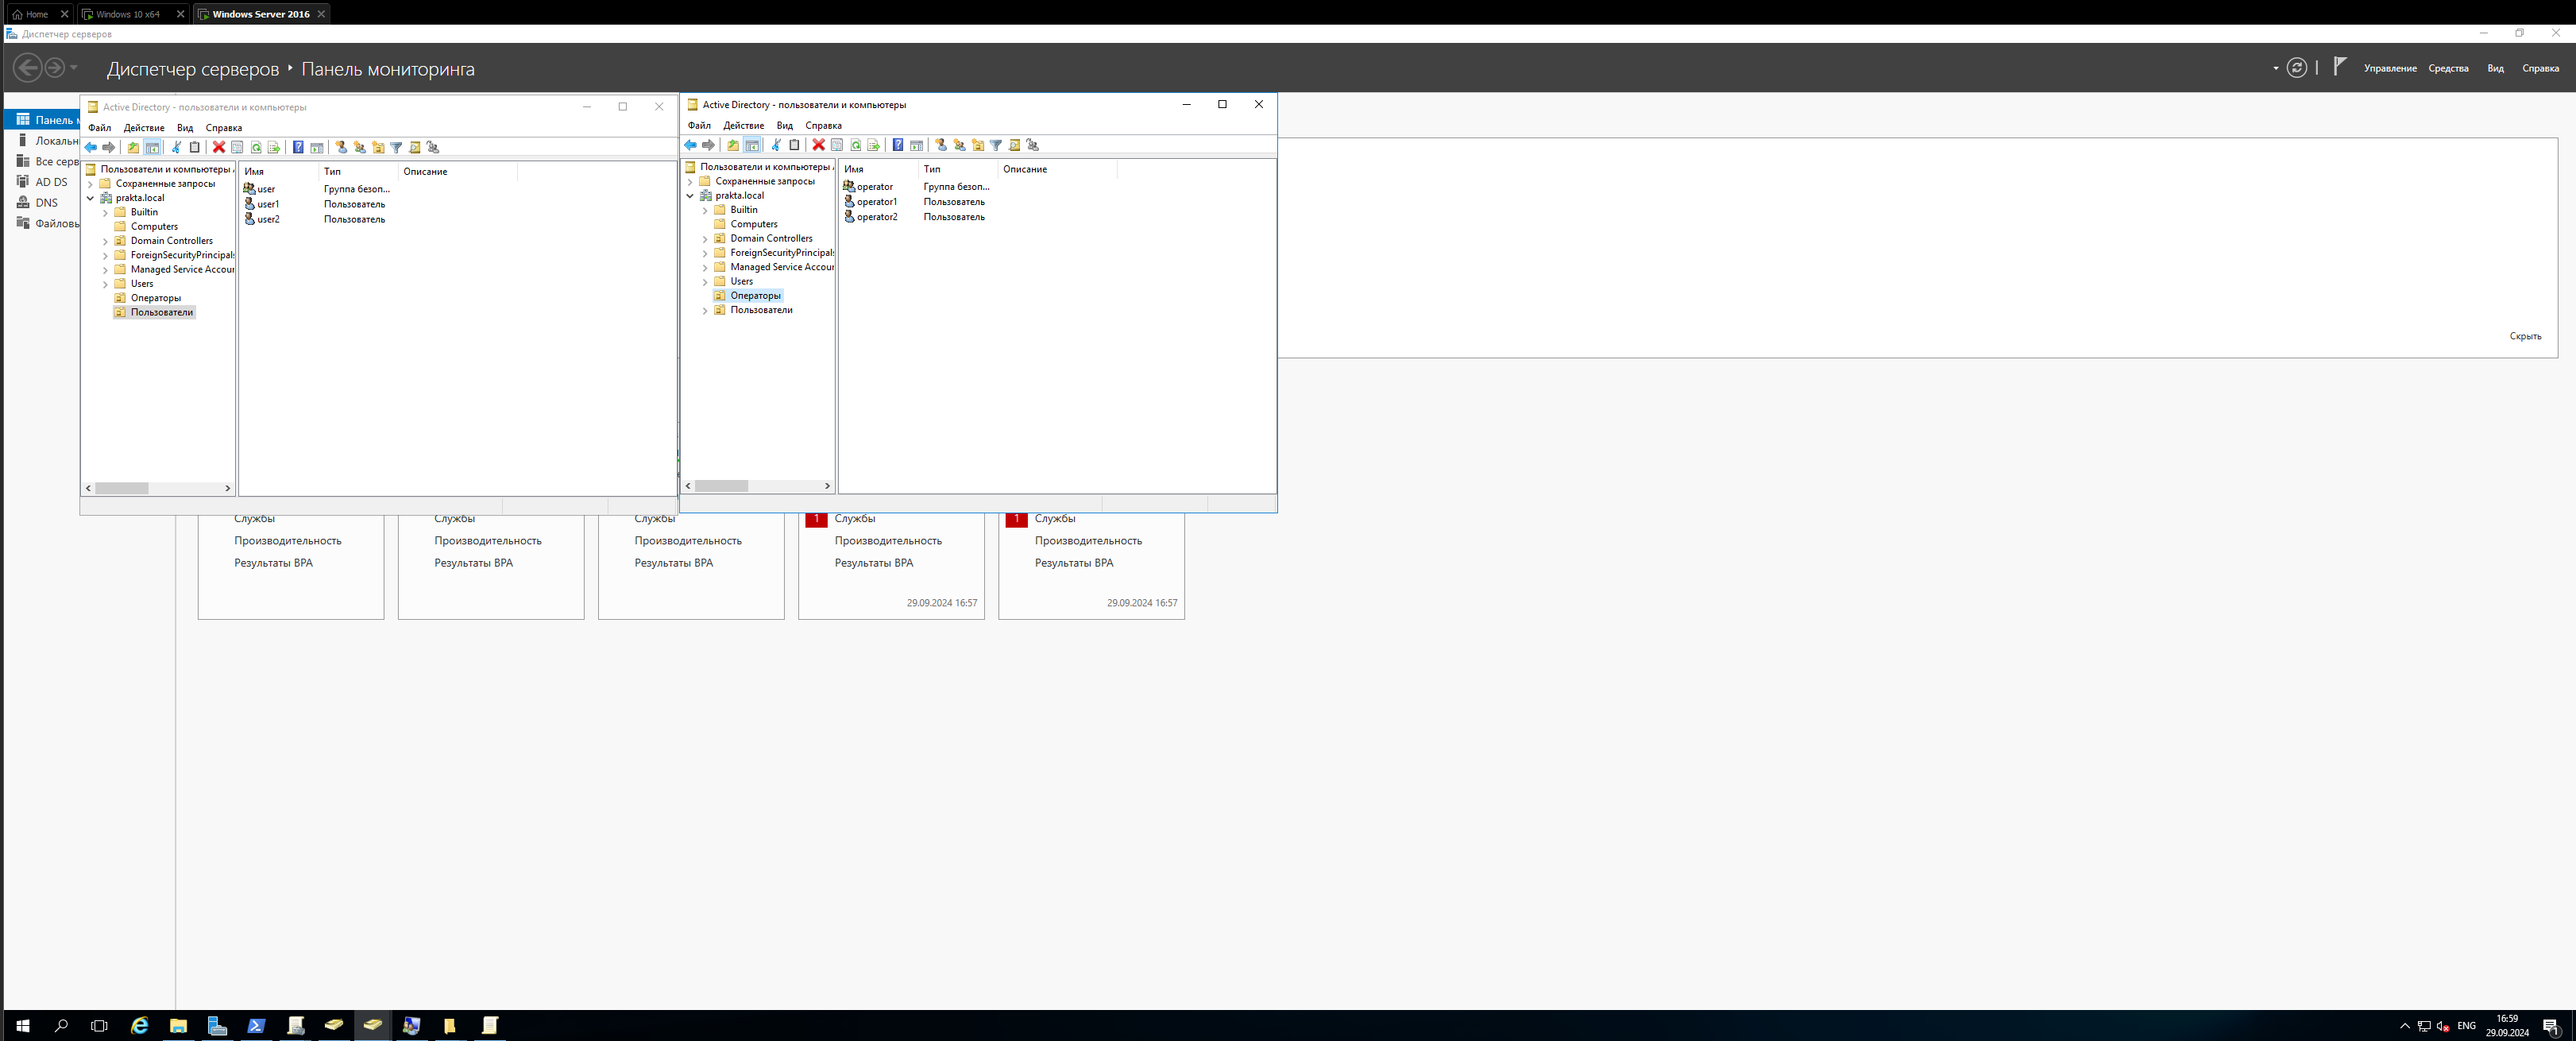 Home
Windows 10 x64
Windows Server 2016
Диспетчер серверов
Диспетчер серверов
Панель мониторинга
Управление
Средства
Вид
Справка
Панель м
Локальн
Все серв
AD DS
DNS
Файловы
Active Directory - пользователи и компьютеры
Файл
Действие
Вид
Справка
Пользователи и компьютеры
Сохраненные запросы
prakta.local
Builtin
Computers
Domain Controllers
ForeignSecurityPrincipals
Managed Service Accour
Users
Операторы
Пользователи
Имя
Тип
Описание
user
Группа безоп...
user1
Пользователь
user2
Пользователь
Active Directory - пользователи и компьютеры
Файл
Действие
Вид
Справка
Пользователи и компьютеры
Сохраненные запросы
prakta.local
Builtin
Computers
Domain Controllers
ForeignSecurityPrincipals
Managed Service Accour
Users
Операторы
Пользователи
Имя
Тип
Описание
operator
Группа безоп...
operator1
Пользователь
operator2
Пользователь
Скрыть
Службы
Производительность
Результаты BPA
Службы
Производительность
Результаты BPA
Службы
Производительность
Результаты BPA
1
Службы
Производительность
Результаты BPA
29.09.2024 16:57
1
Службы
Производительность
Результаты BPA
29.09.2024 16:57
ENG
16:59
29.09.2024
1